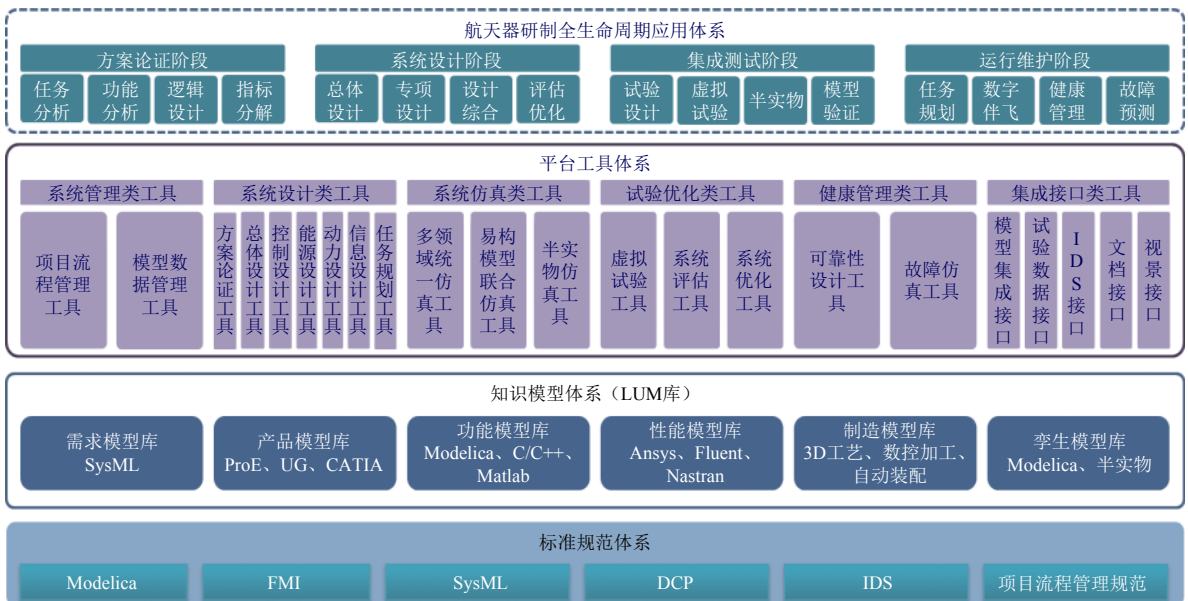 航天器研制全生命周期应用体系
方案论证阶段
任务
分析
功能
分析
逻辑
设计
指标
分解
系统设计阶段
总体
设计
专项
设计
设计
综合
评估
优化
集成测试阶段
试验
设计
虚拟
试验
半实物
模型
验证
运行维护阶段
任务
规划
数字
伴飞
健康
管理
故障
预测
平台工具体系
系统管理类工具
项目流
程管理
工具
模型数
据管理
工具
系统设计类工具
方案论证工具
总体设计工具
控制设计工具
能源设计工具
动力设计工具
信息设计工具
任务规划工具
系统仿真类工具
多领
域统
一仿
真工
具
易构
模型
联合
仿真
工具
半实
物仿
真工
具
试验优化类工具
虚拟
试验
工具
系统
评估
工具
系统
优化
工具
健康管理类工具
可靠性
设计工
具
故障仿
真工具
集成接口类工具
模型集成接口
试验数据接口
IDS接口
文档接口
视景接口
知识模型体系（LUM库）
需求模型库
SysML
产品模型库
ProE、UG、CATIA
功能模型库
Modelica、C/C++、
Matlab
性能模型库
Ansys、Fluent、
Nastran
制造模型库
3D工艺、数控加工、
自动装配
孪生模型库
Modelica、半实物
标准规范体系
Modelica
FMI
SysML
DCP
IDS
项目流程管理规范